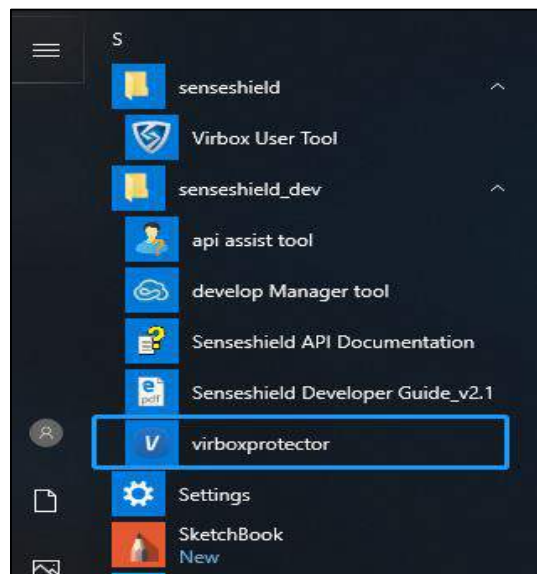 S
senseshield
Virbox User Tool
senseshield_dev
api assist tool
develop Manager tool
Senseshield API Documentation
Senseshield Developer Guide_v2.1
virboxprotector
Settings
SketchBook
New